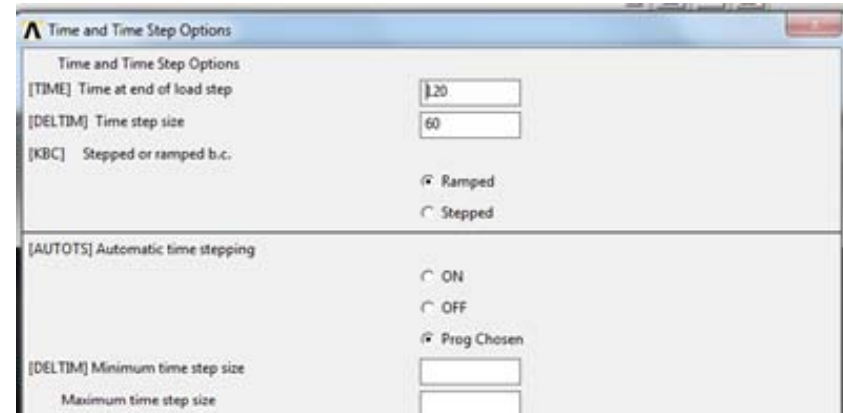 Time and Time Step Options
Time and Time Step Options
[TIME] Time at end of load step
120
[DELTIM] Time step size
60
[KBC] Stepped or ramped b.c.
Ramped
Stepped
[AUTOTS] Automatic time stepping
ON
OFF
Prog Chosen
[DELTIM] Minimum time step size
Maximum time step size